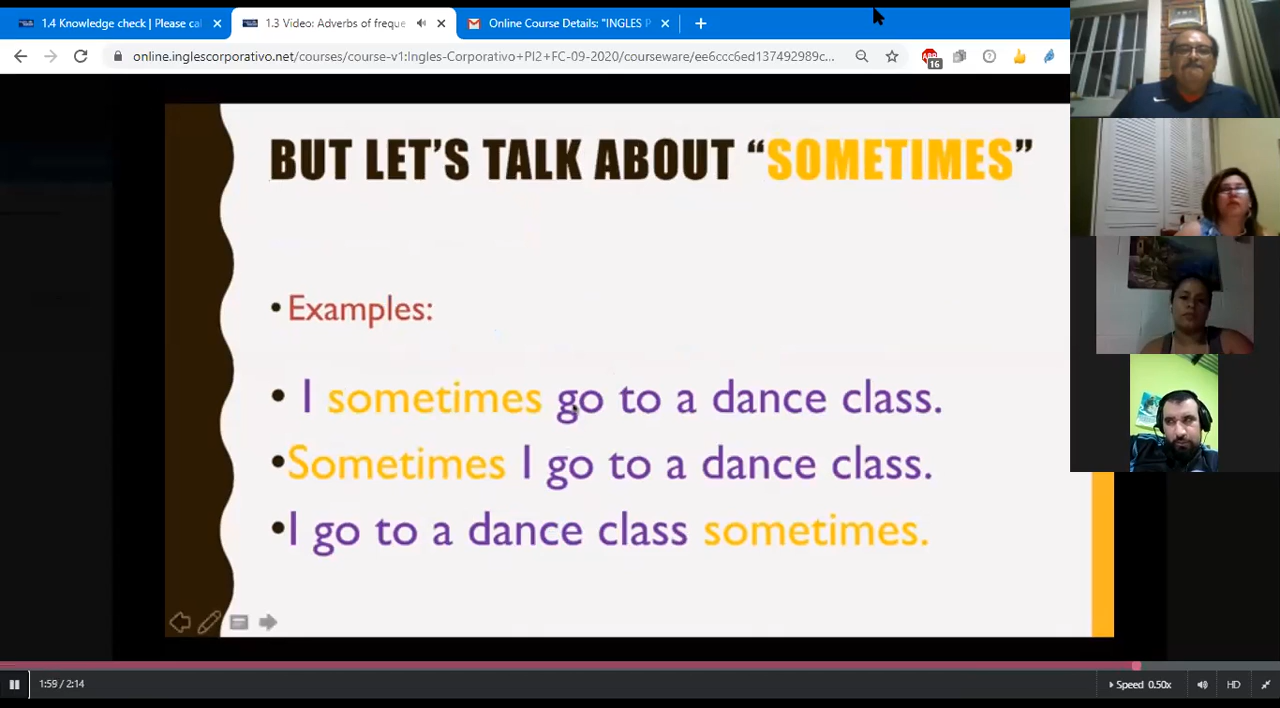 1.4 Knowledge check | Please cal
1.3 Video: Adverbs of freque
Online Course Details: "INGLES P
online.inglescorporativo.net/courses/course-v1:Ingles-Corporativo+PI2+FC-09-2020/courseware/ee6ccc6ed137492989c...
ABP
16
BUT LET'S TALK ABOUT "SOMETIMES"
• Examples:
• I sometimes go to a dance class.
• Sometimes I go to a dance class.
• I go to a dance class sometimes.
1:59 / 2:14
Speed 0.50x
HD